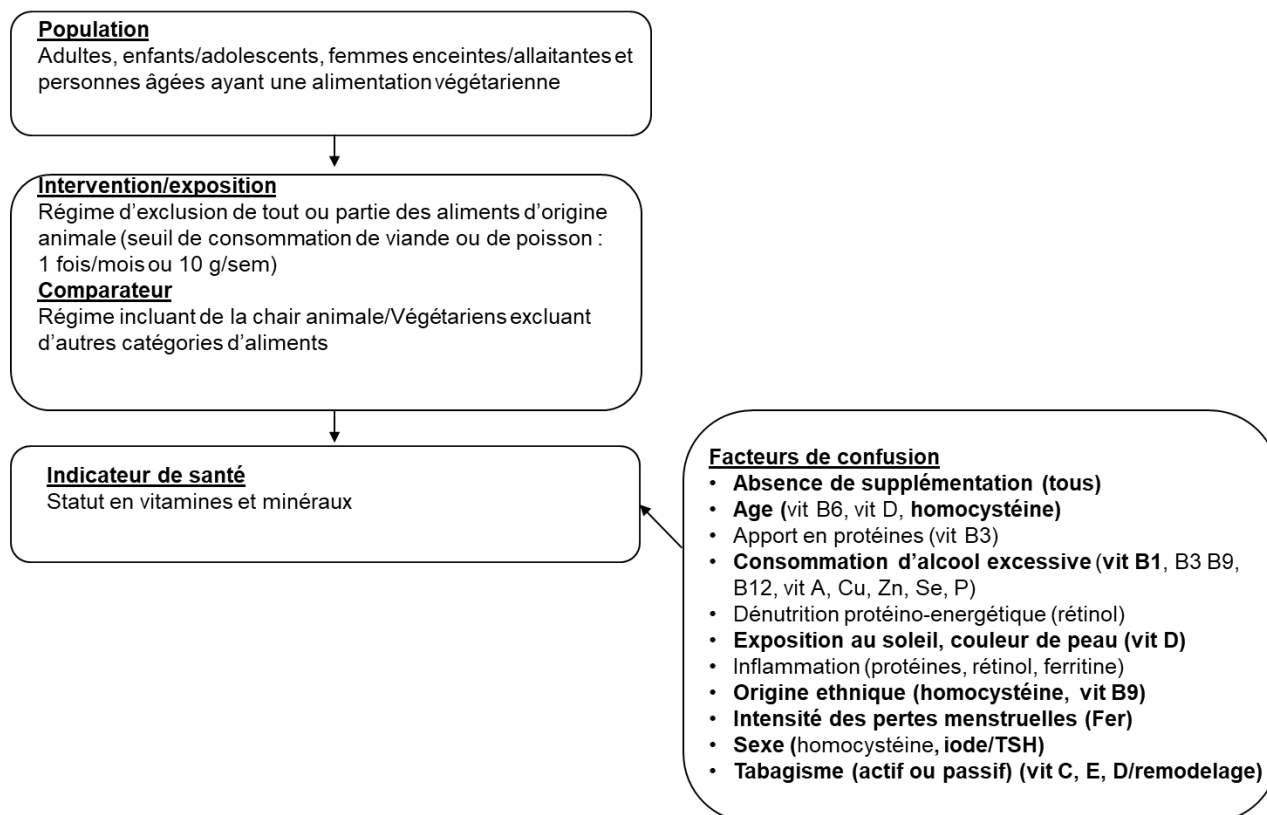 Population
Adultes, enfants/adolescents, femmes enceintes/allaitantes et
personnes âgées ayant une alimentation végétarienne
Intervention/exposition
Régime d’exclusion de tout ou partie des aliments d’origine
animale (seuil de consommation de viande ou de poisson :
1 fois/mois ou 10 g/sem)
Comparateur
Régime incluant de la chair animale/Végétariens excluant
d’autres catégories d’aliments
Indicateur de santé
Statut en vitamines et minéraux
Facteurs de confusion
• Absence de supplémentation (tous)
• Age (vit B6, vit D, homocystéine)
• Apport en protéines (vit B3)
• Consommation d’alcool excessive (vit B1, B3 B9,
B12, vit A, Cu, Zn, Se, P)
• Dénutrition protéino-energétique (rétinol)
• Exposition au soleil, couleur de peau (vit D)
• Inflammation (protéines, rétinol, ferritine)
• Origine ethnique (homocystéine, vit B9)
• Intensité des pertes menstruelles (Fer)
• Sexe (homocystéine, iode/TSH)
• Tabagisme (actif ou passif) (vit C, E, D/remodelage)